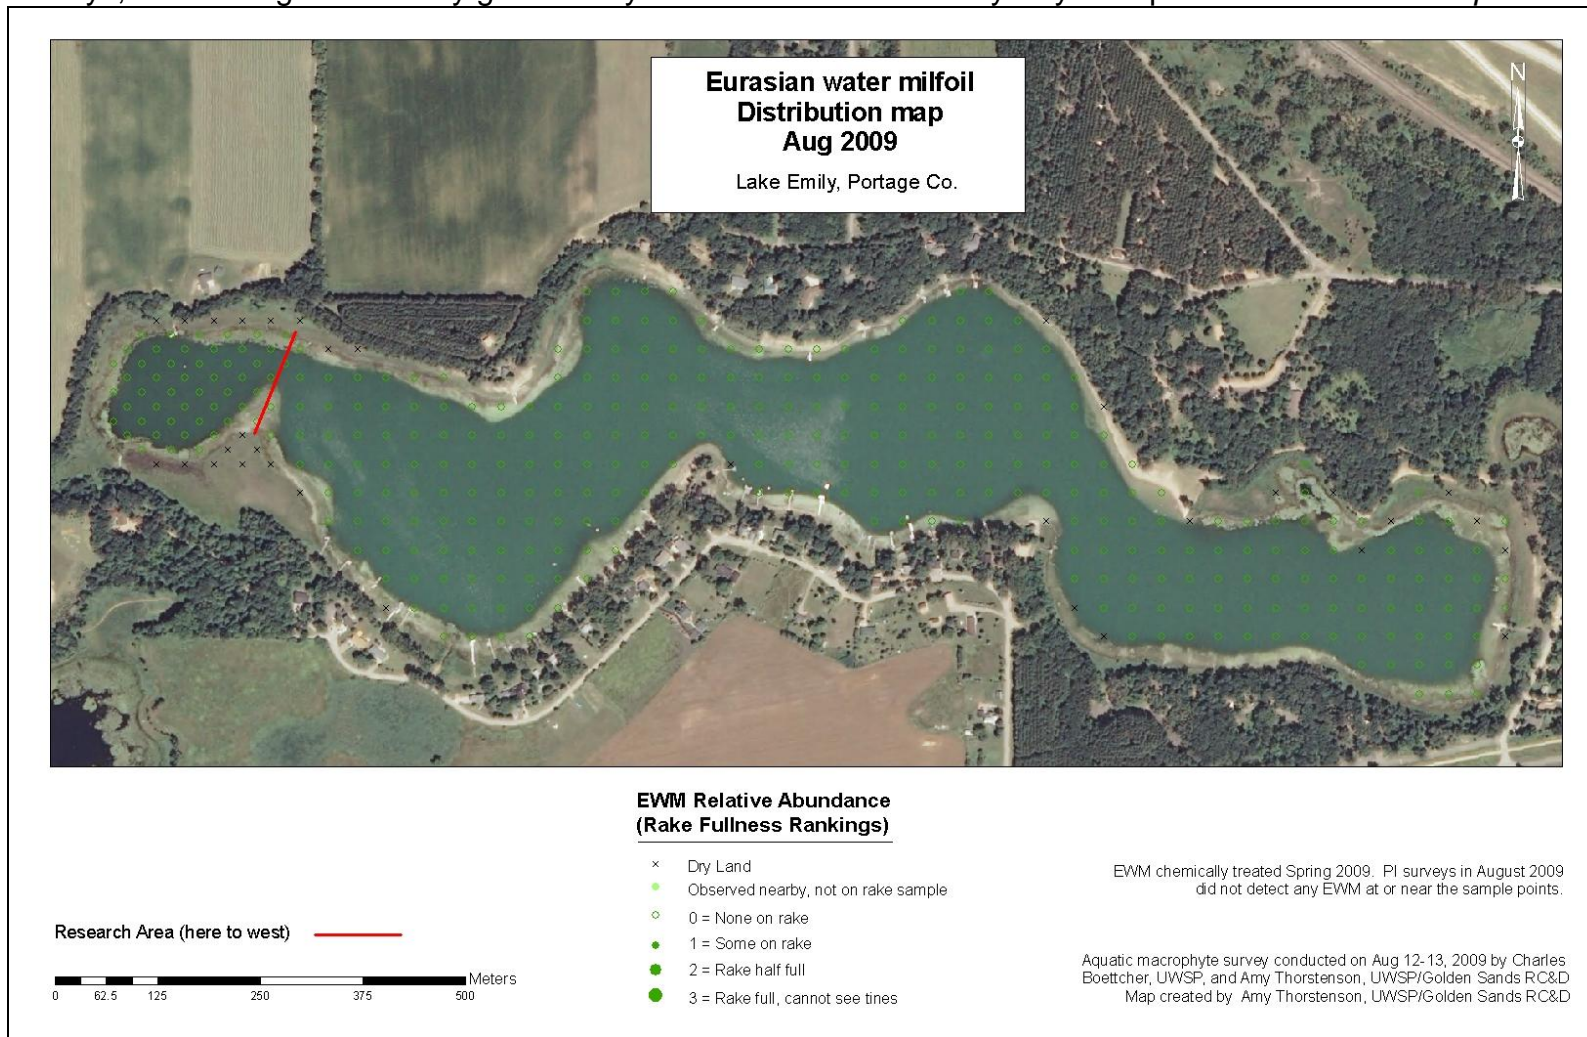 Eurasian water milfoil
Distribution map
Aug 2009
Lake Emily, Portage Co.
N
EWM Relative Abundance
(Rake Fullness Rankings)
Dry Land
Observed nearby, not on rake sample
0 = None on rake
1 = Some on rake
2 = Rake half full
3 = Rake full, cannot see tines
EWM chemically treated Spring 2009. PI surveys in August 2009
did not detect any EWM at or near the sample points.
Research Area (here to west)
Meters
0 62.5 125 250 375 500
Aquatic macrophyte survey conducted on Aug 12-13, 2009 by Charles
Boettcher, UWSP, and Amy Thorstenson, UWSP/Golden Sands RC&D
Map created by Amy Thorstenson, UWSP/Golden Sands RC&D